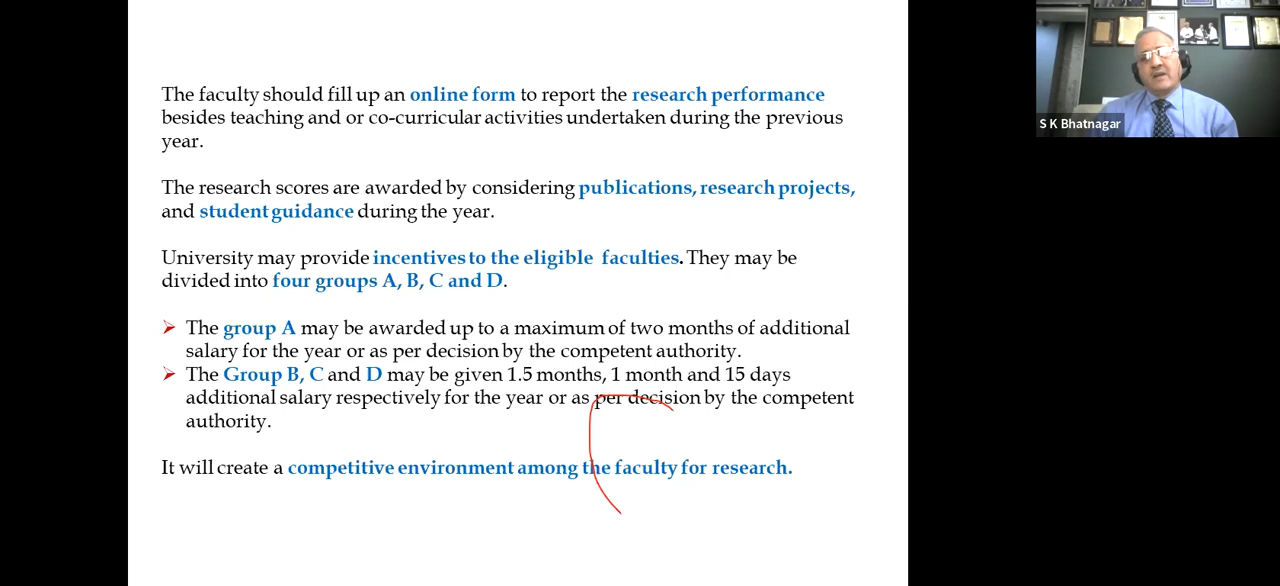 The faculty should fill up an online form to report the research performance
besides teaching and or co-curricular activities undertaken during the previous
year.
The research scores are awarded by considering publications, research projects,
and student guidance during the year.
University may provide incentives to the eligible faculties. They may be
divided into four groups A, B, C and D.
The group A may be awarded up to a maximum of two months of additional
salary for the year or as per decision by the competent authority.
The Group B, C and D may be given 1.5 months, 1 month and 15 days
additional salary respectively for the year or as per decision by the competent
authority.
It will create a competitive environment among the faculty for research.
S K Bhatnagar